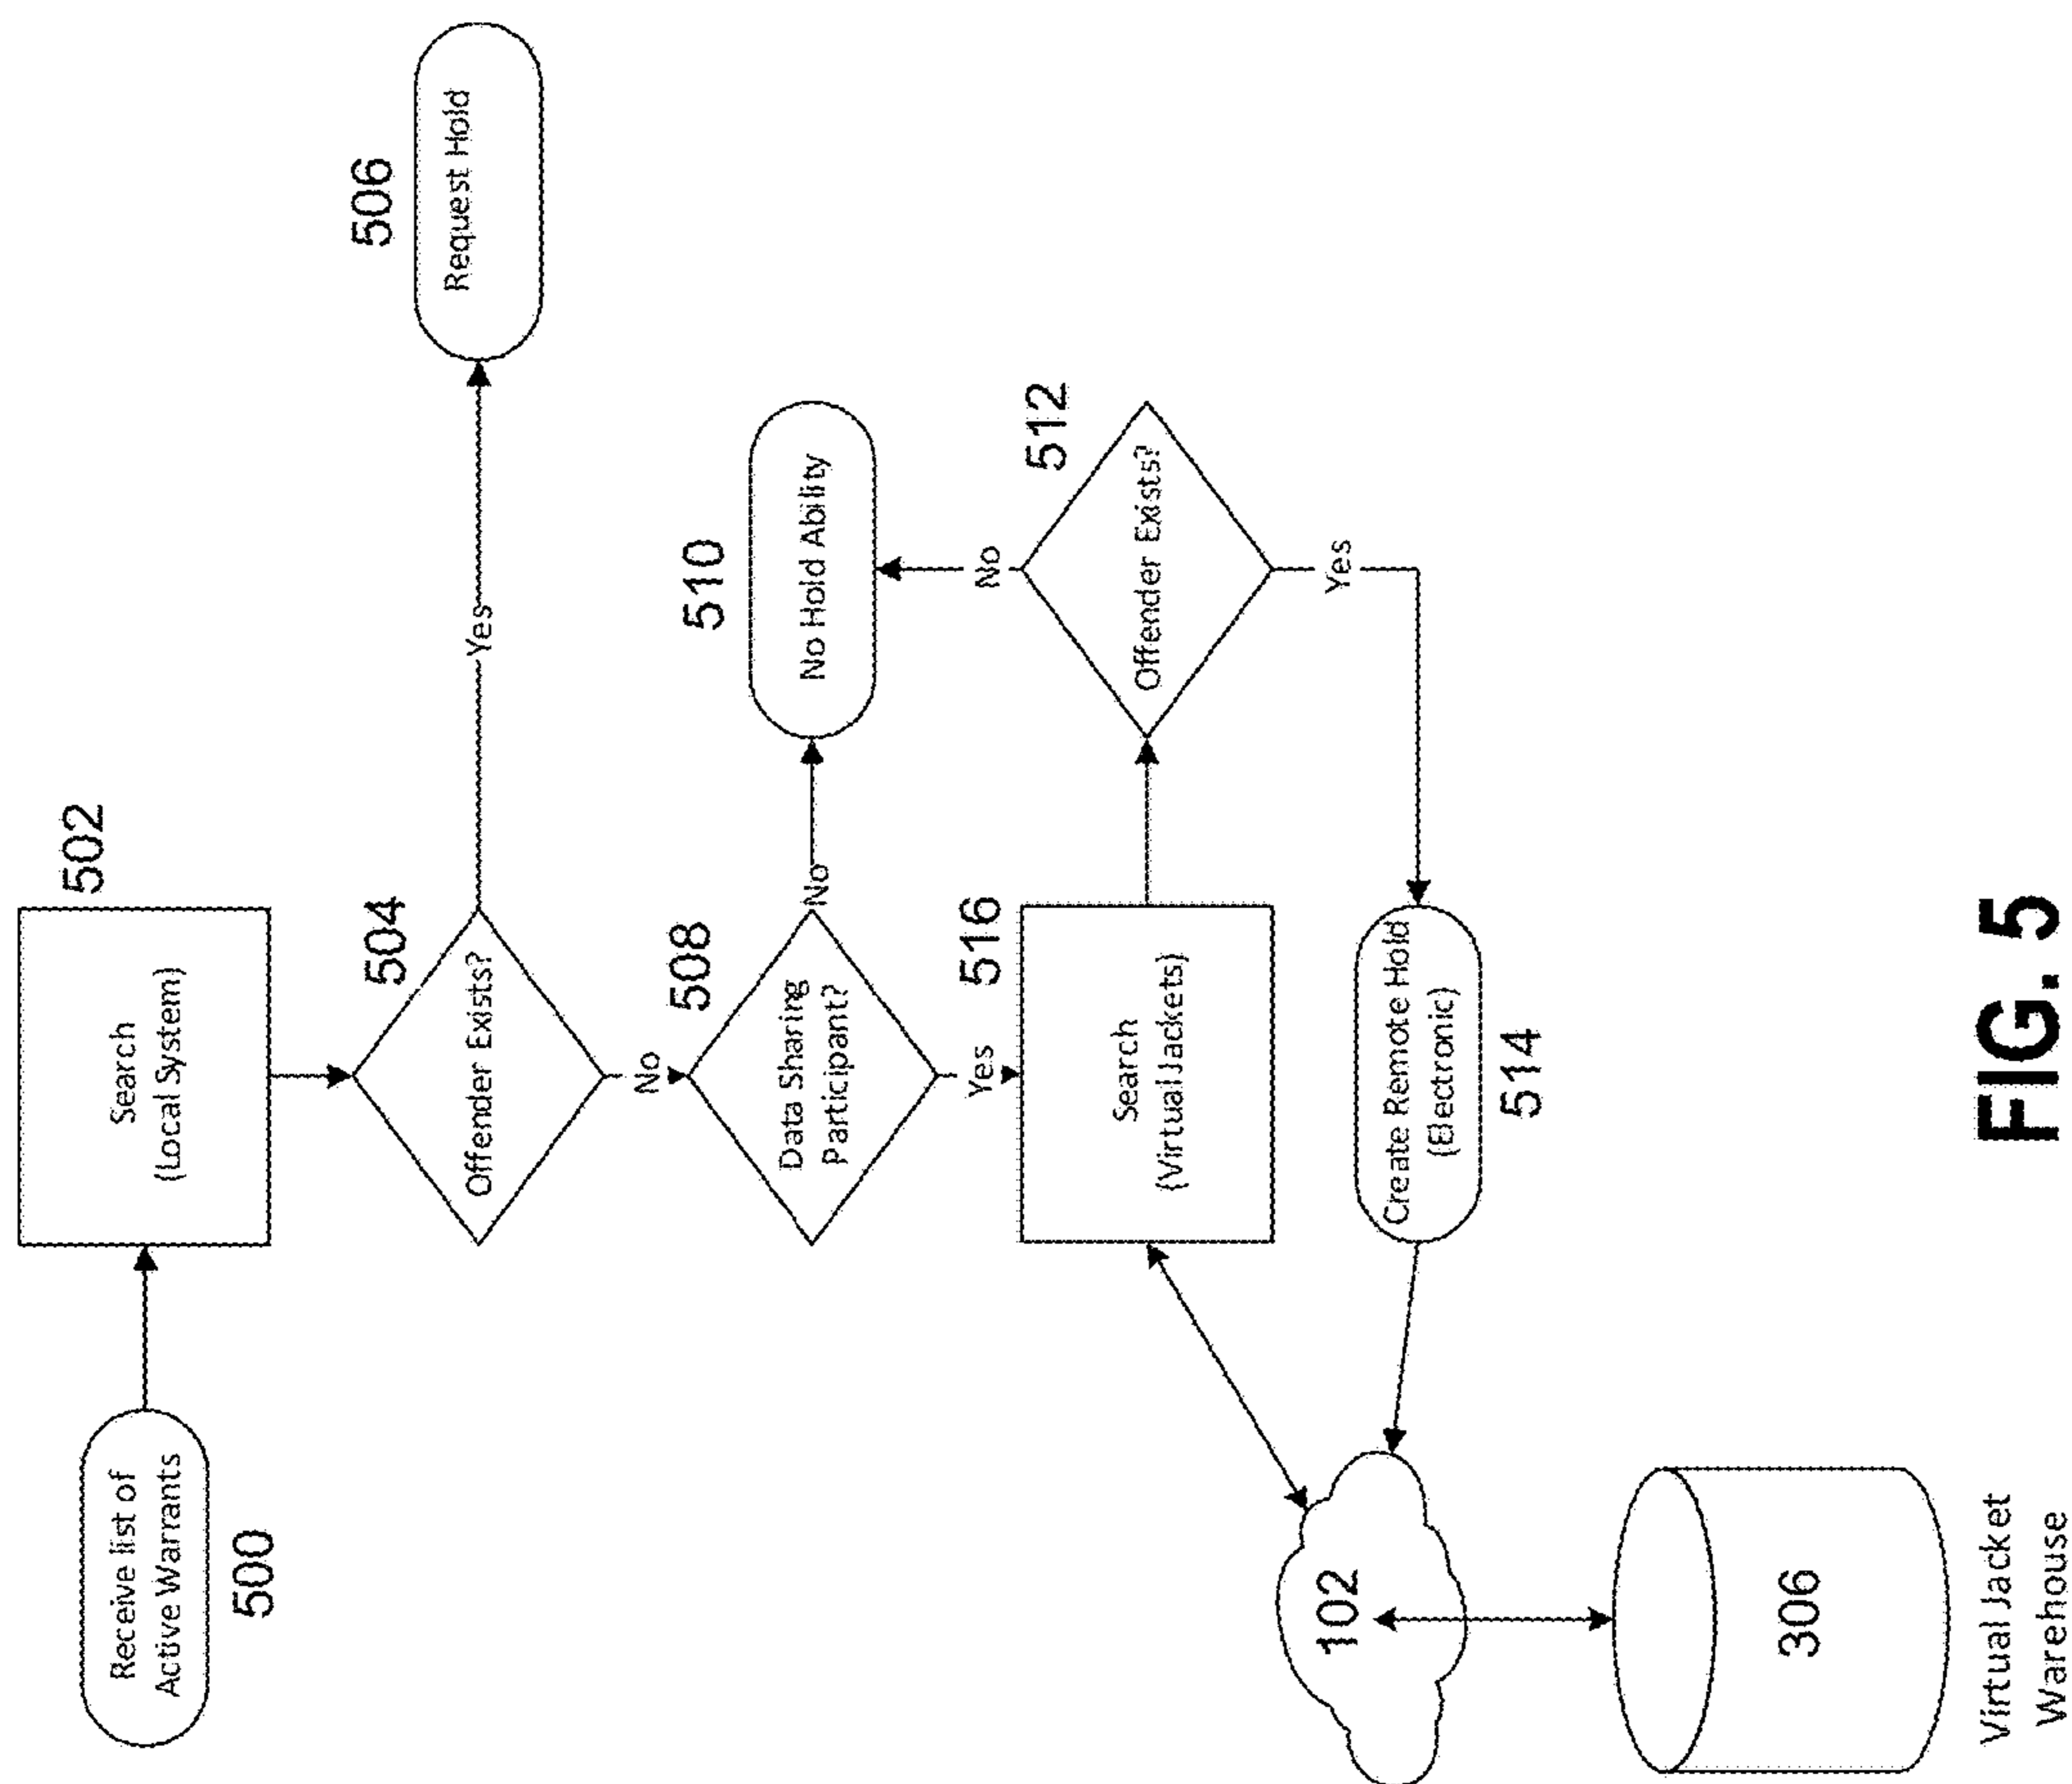 Receive list of
Active Warrants
500
Search
(Local System)
502
504
Offender Exists?
Yes
506
Request Hold
No
508
Data Sharing
Participant?
No
510
No Hold Ability
Yes
516
Search
(Virtual Jackets)
512
Offender Exists?
No
Yes
Create Remote Hold
(Electronic)
514
102
306
Virtual Jacket
Warehouse
FIG. 5